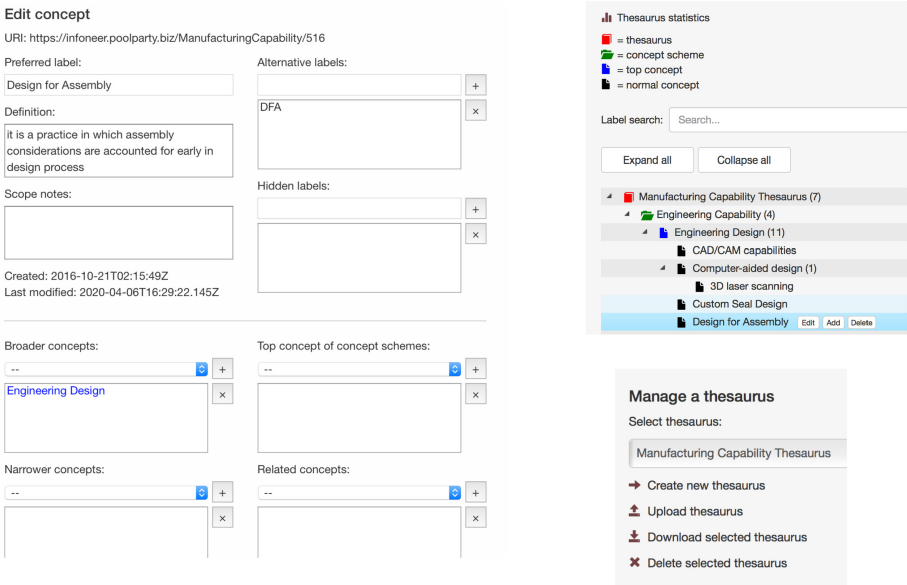 Edit concept
URI: https://infoneer.poolparty.biz/ManufacturingCapability/516
Preferred label:
Design for Assembly
Definition:
it is a practice in which assembly
considerations are accounted for early in
design process
Scope notes:
Created: 2016-10-21T02:15:49Z
Last modified: 2020-04-06T16:29:22.145Z
Alternative labels:
+
DFA
×
Hidden labels:
+
×
Broader concepts:
--
+
Engineering Design
×
Top concept of concept schemes:
--
+
×
Narrower concepts:
--
+
×
Related concepts:
--
+
×
Thesaurus statistics
= thesaurus
= concept scheme
= top concept
= normal concept
Label search: Search...
Expand all Collapse all
Manufacturing Capability Thesaurus (7)
Engineering Capability (4)
Engineering Design (11)
CAD/CAM capabilities
Computer-aided design (1)
3D laser scanning
Custom Seal Design
Design for Assembly Edit Add Delete
Manage a thesaurus
Select thesaurus:
Manufacturing Capability Thesaurus
Create new thesaurus
Upload thesaurus
Download selected thesaurus
Delete selected thesaurus